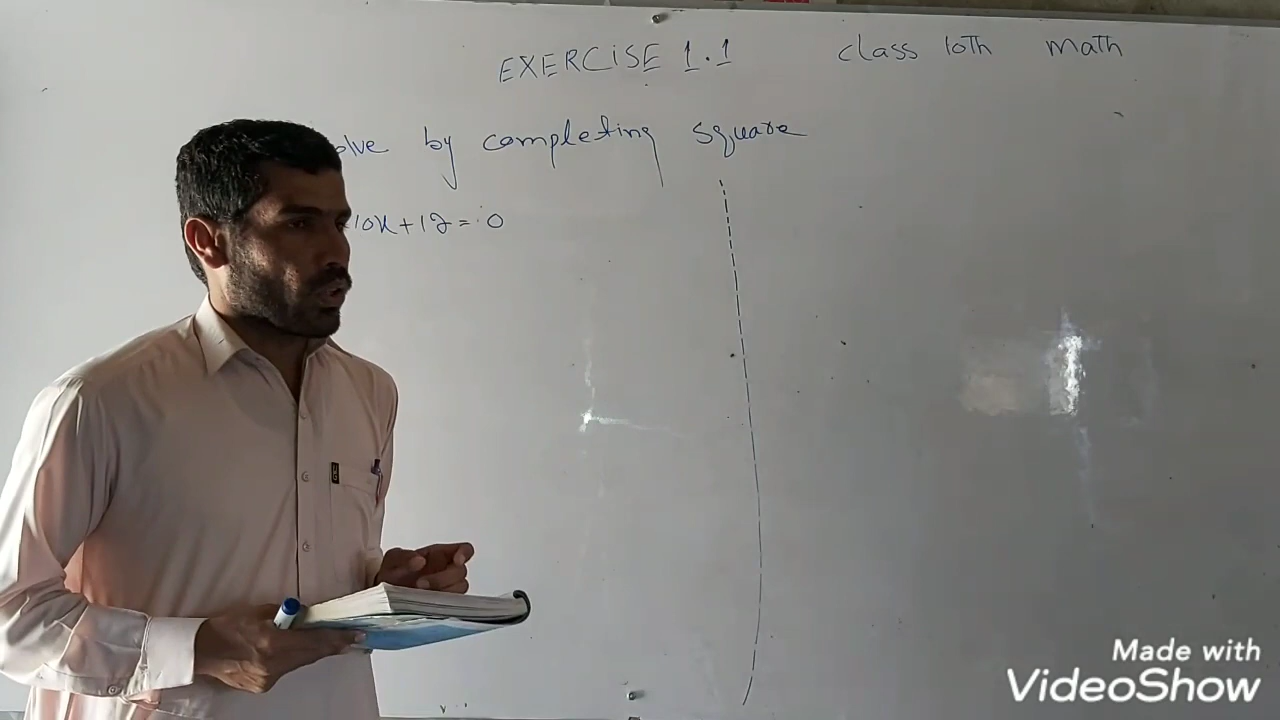 EXERCISE 1.1 class 10th math
olve by completing square
10x+12=0
Made with
VideoShow